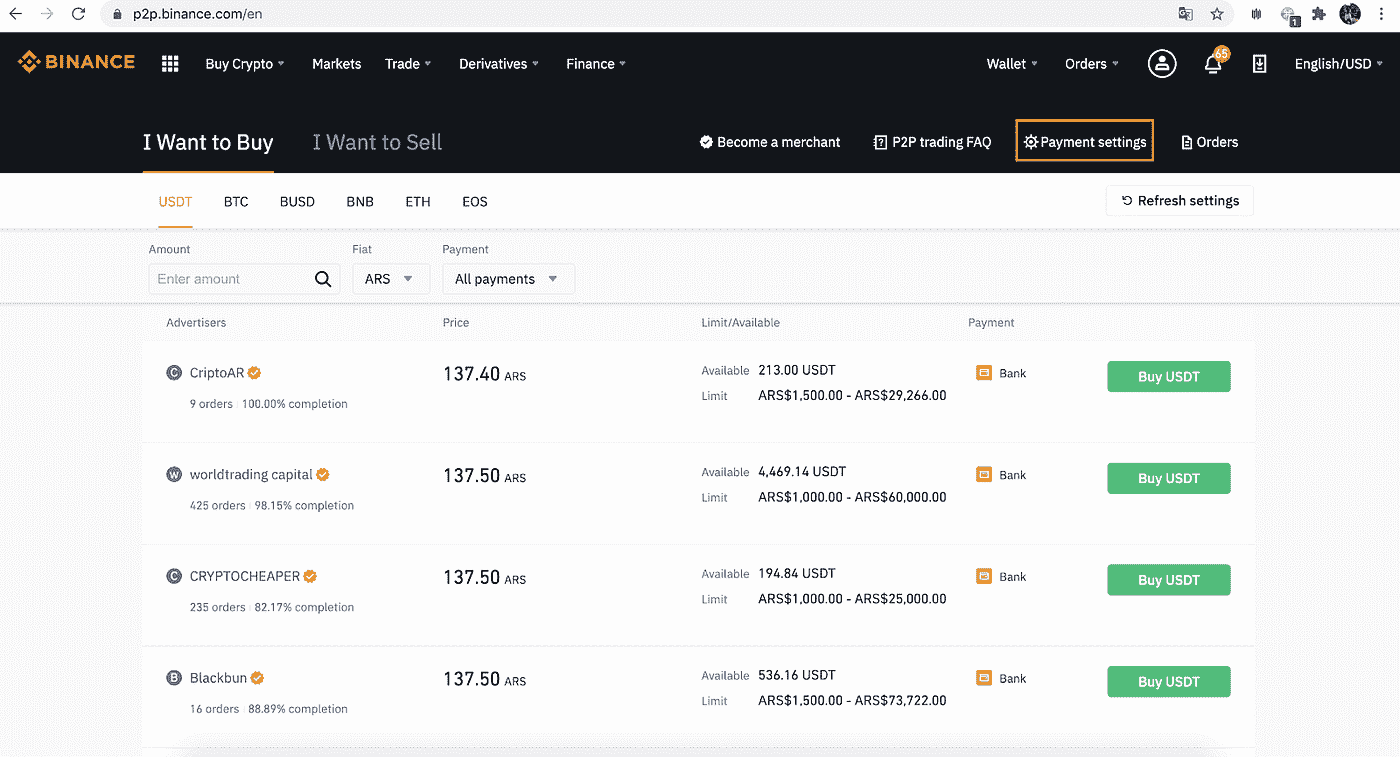 p2p.binance.com/en
1
BINANCE Buy Crypto Markets Trade Derivatives Finance Wallet Orders 65 English/USD
I Want to Buy I Want to Sell Become a merchant P2P trading FAQ Payment settings Orders
USDT BTC BUSD BNB ETH EOS Refresh settings
Amount Fiat Payment
Enter amount ARS All payments
Advertisers Price Limit/Available Payment
C CriptoAR 137.40 ARS Available 213.00 USDT Bank Buy USDT
9 orders 100.00% completion Limit ARS$1,500.00 - ARS$29,266.00
W worldtrading capital 137.50 ARS Available 4,469.14 USDT Bank Buy USDT
425 orders 98.15% completion Limit ARS$1,000.00 - ARS$60,000.00
C CRYPTOCHEAPER 137.50 ARS Available 194.84 USDT Bank Buy USDT
235 orders 82.17% completion Limit ARS$1,000.00 - ARS$25,000.00
B Blackbun 137.50 ARS Available 536.16 USDT Bank Buy USDT
16 orders 88.89% completion Limit ARS$1,500.00 - ARS$73,722.00